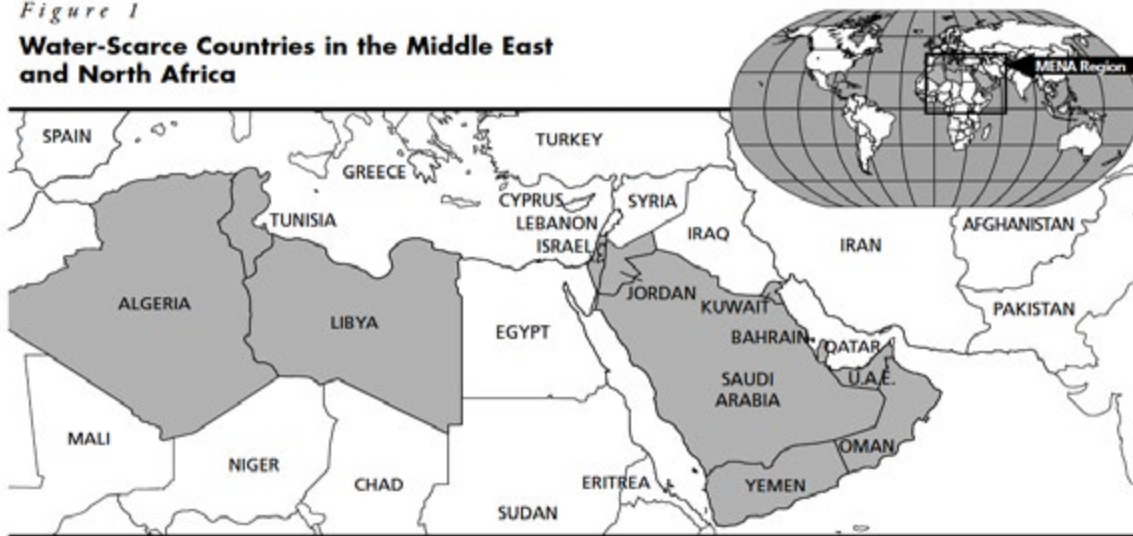 Figure 1
Water-Scarce Countries in the Middle East
and North Africa
MENA Region
SPAIN
TURKEY
GREECE
CYPRUS
SYRIA
LEBANON
TUNISIA
ISRAEL
IRAQ
IRAN
AFGHANISTAN
ALGERIA
LIBYA
EGYPT
JORDAN
KUWAIT
PAKISTAN
BAHRAIN
QATAR
SAUDI
ARABIA
U.A.E.
MALI
NIGER
CHAD
SUDAN
ERITREA
YEMEN
OMAN